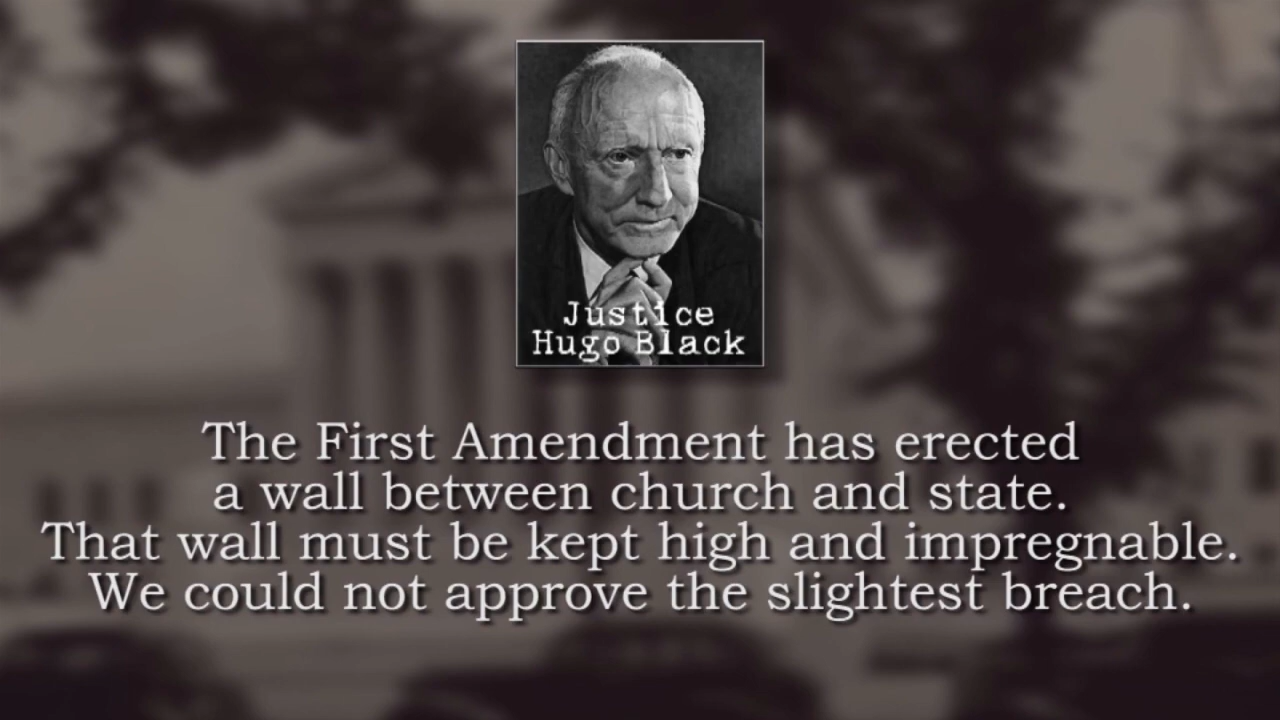 Justice
Hugo Black
The First Amendment has erected
a wall between church and state.
That wall must be kept high and impregnable.
We could not approve the slightest breach.